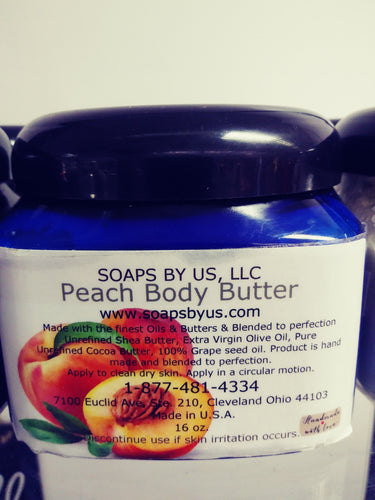 SOAPS BY US, LLC
Peach Body Butter
www.soapsbyus.com
Made with the finest Oils & Butters & Blended to perfection
Unrefined Shea Butter, Extra Virgin Olive Oil, Pure
Unrefined Cocoa Butter, 100% Grape seed oil. Product is hand
made and blended to perfection.
Apply to clean dry skin. Apply in a circular motion.
1-877-481-4334
7100 Euclid Ave. Ste. 210, Cleveland Ohio 44103
Made in U.S.A.
16 oz.
Discontinue use if skin irritation occurs.
Handmade
with love